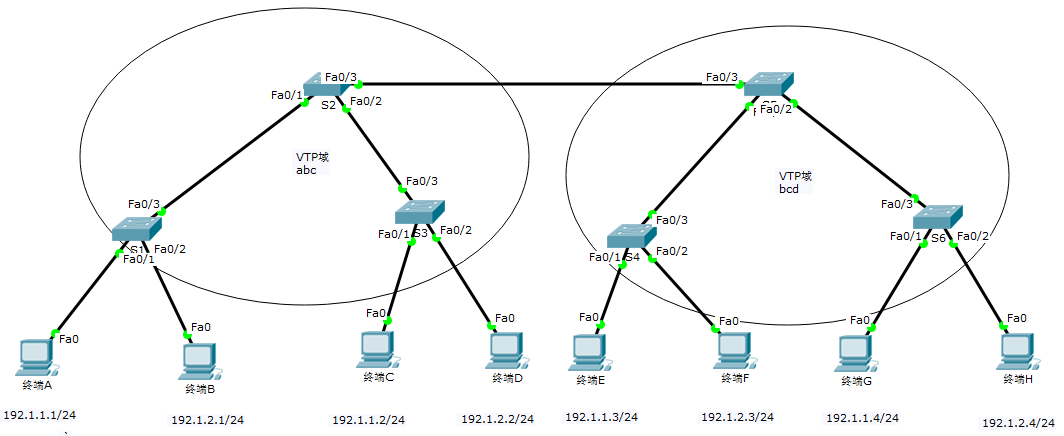 Fa0/3
Fa0/3
Fa0/1
S2
Fa0/2
Fa0/2
VTP域
abc
VTP域
bcd
Fa0/3
Fa0/3
Fa0/3
Fa0/3
S1
Fa0/2
Fa0/1
Fa0/1
S3
Fa0/2
Fa0/1
S4
Fa0/2
Fa0/1
S6
Fa0/2
Fa0
Fa0
Fa0
Fa0
Fa0
Fa0
Fa0
Fa0
终端A
终端B
终端C
终端D
终端E
终端F
终端G
终端H
192.1.1.1/24
192.1.2.1/24
192.1.1.2/24
192.1.2.2/24
192.1.1.3/24
192.1.2.3/24
192.1.1.4/24
192.1.2.4/24